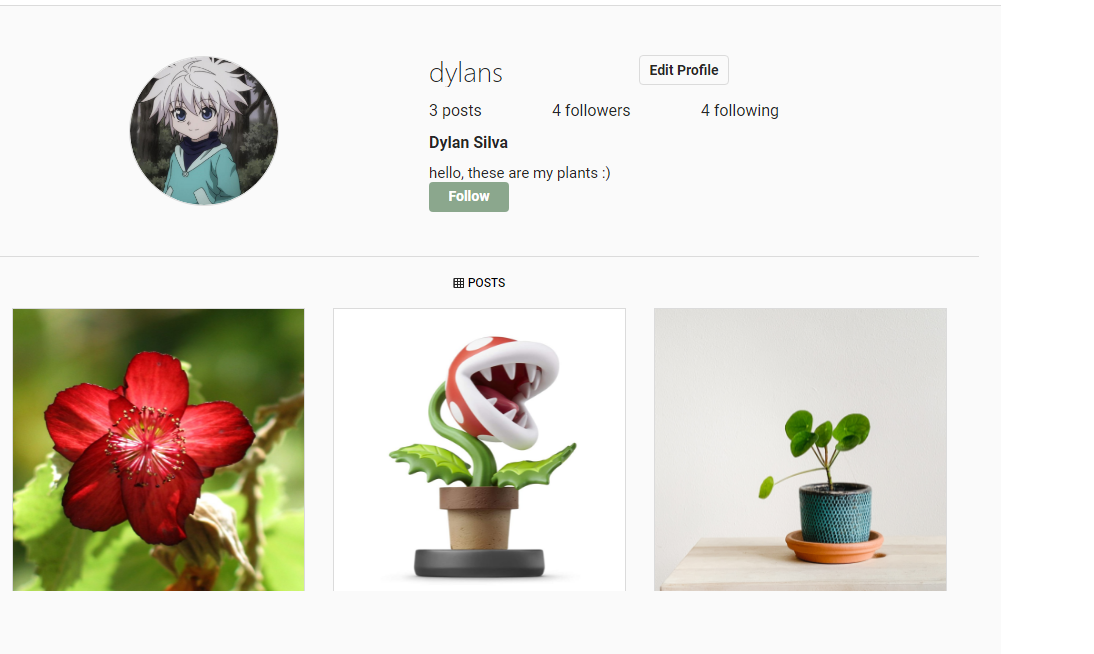 dylans
Edit Profile
3 posts 4 followers 4 following
Dylan Silva
hello, these are my plants :)
Follow
POSTS